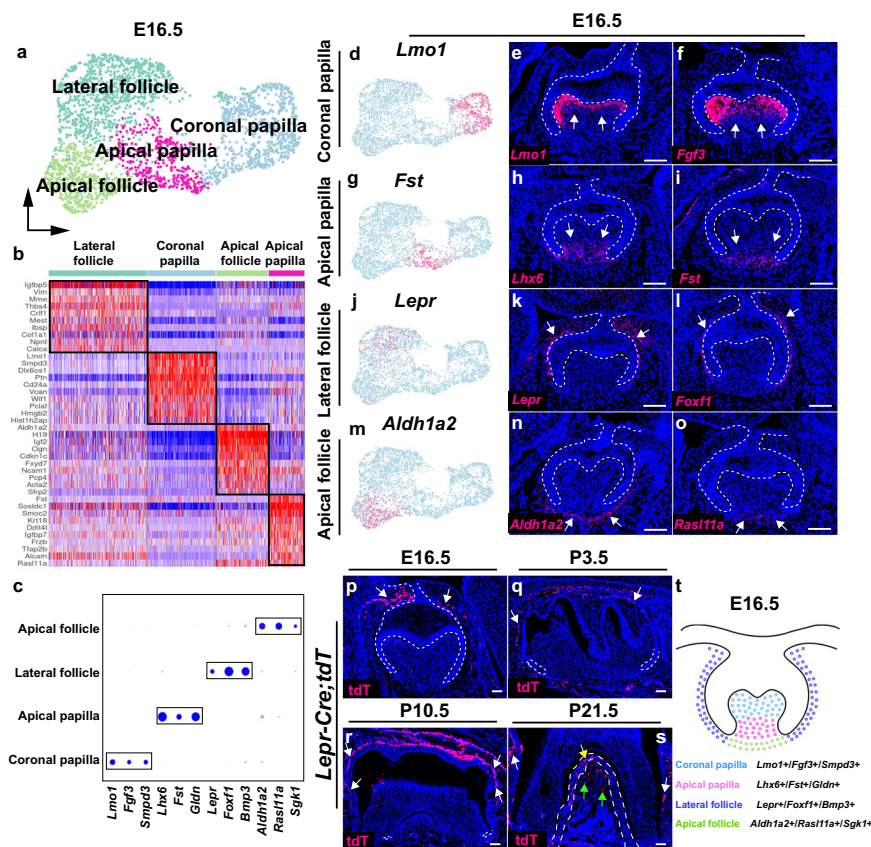 E16.5
E16.5
a
Lateral follicle
Coronal papilla
Apical papilla
Apical follicle
b
Lateral follicle
Coronal papilla
Apical follicle
Apical papilla
Igfbp5
Vim
Mme
Thbs4
Crlf1
Mest
Ibsp
Col1a1
Npnt
Calca
Lmo1
Smpd3
Dlx6os1
Pln
Cd24a
Vcan
Wif1
Pclaf
Hmgb2
Hist1h2ap
Aldh1a2
H19
Igf2
Ogn
Cdkn1c
Fxyd7
Ncam1
Pcp4
Acta2
Sfrp2
Fst
Sostdc1
Smoc2
Krt18
Ddit4l
Igfbp7
Frzb
Tfap2b
Alcam
Rasl11a
c
Apical follicle
Lateral follicle
Apical papilla
Coronal papilla
Lmo1
Fgf3
Smpd3
Lhx6
Fst
Gldn
Lepr
Foxf1
Bmp3
Aldh1a2
Rasl11a
Sgk1
d
Lmo1
Coronal papilla
e
Lmo1
f
Fgf3
g
Fst
Apical papilla
h
Lhx6
i
Fst
j
Lepr
Lateral follicle
k
Lepr
l
Foxf1
m
Aldh1a2
Apical follicle
n
Aldh1a2
o
Rasl11a
Lepr-Cre;tdT
E16.5
p
tdT
P3.5
q
tdT
P10.5
r
tdT
P21.5
s
tdT
t
E16.5
Coronal papilla Lmo1+/Fgf3+/Smpd3+
Apical papilla Lhx6+/Fst+/Gldn+
Lateral follicle Lepr+/Foxf1+/Bmp3+
Apical follicle Aldh1a2+/Rasl11a+/Sgk1+